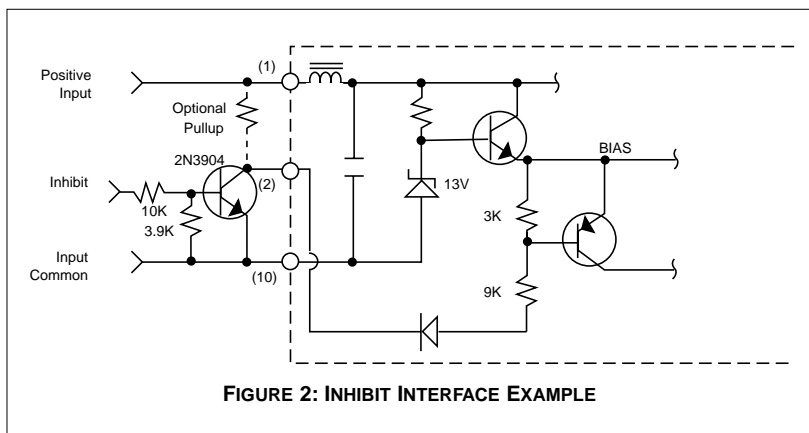 Positive
Input
(1)
Optional
Pullup
2N3904
Inhibit
(2)
10K
3.9K
Input
Common
(10)
13V
BIAS
3K
9K
FIGURE 2: INHIBIT INTERFACE EXAMPLE